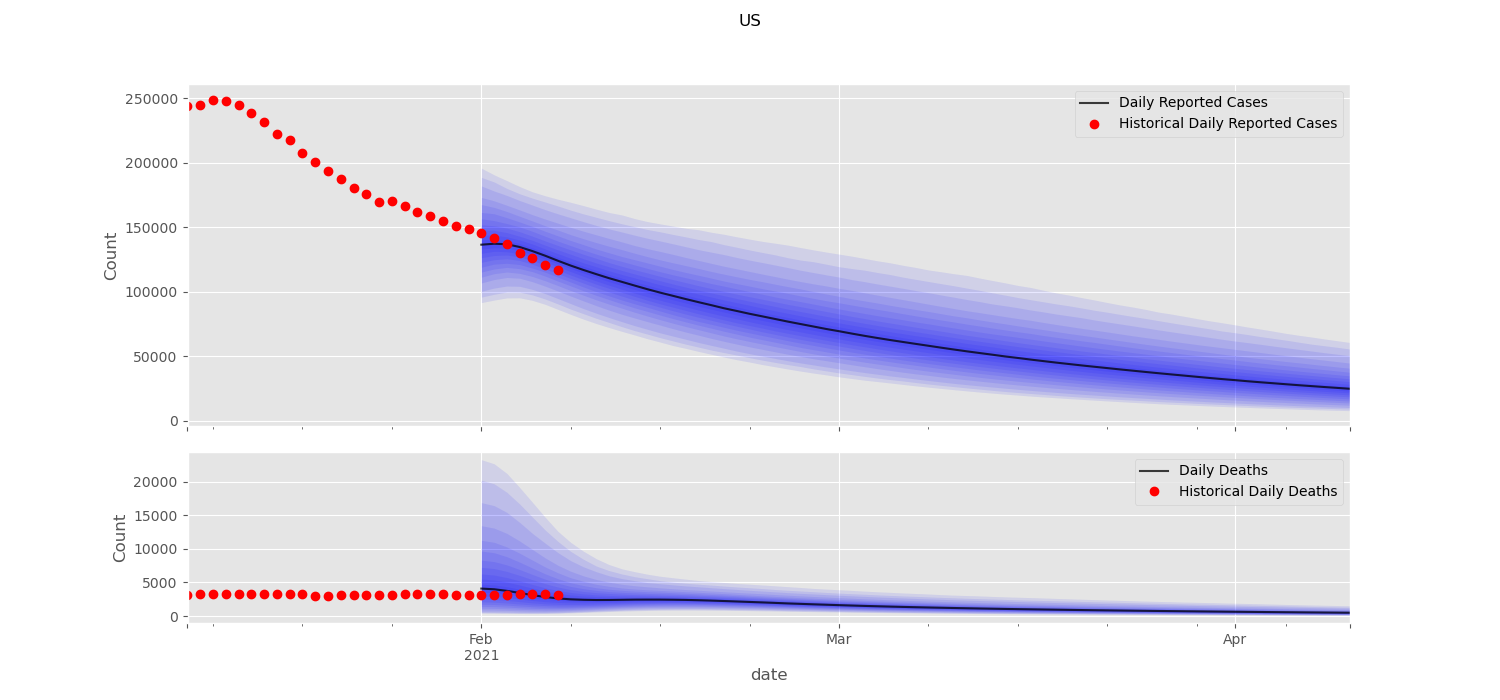 US
250000
200000
150000
100000
50000
0
Count
Daily Reported Cases
Historical Daily Reported Cases
20000
15000
10000
5000
0
Count
Daily Deaths
Historical Daily Deaths
Feb
2021
Mar
Apr
date